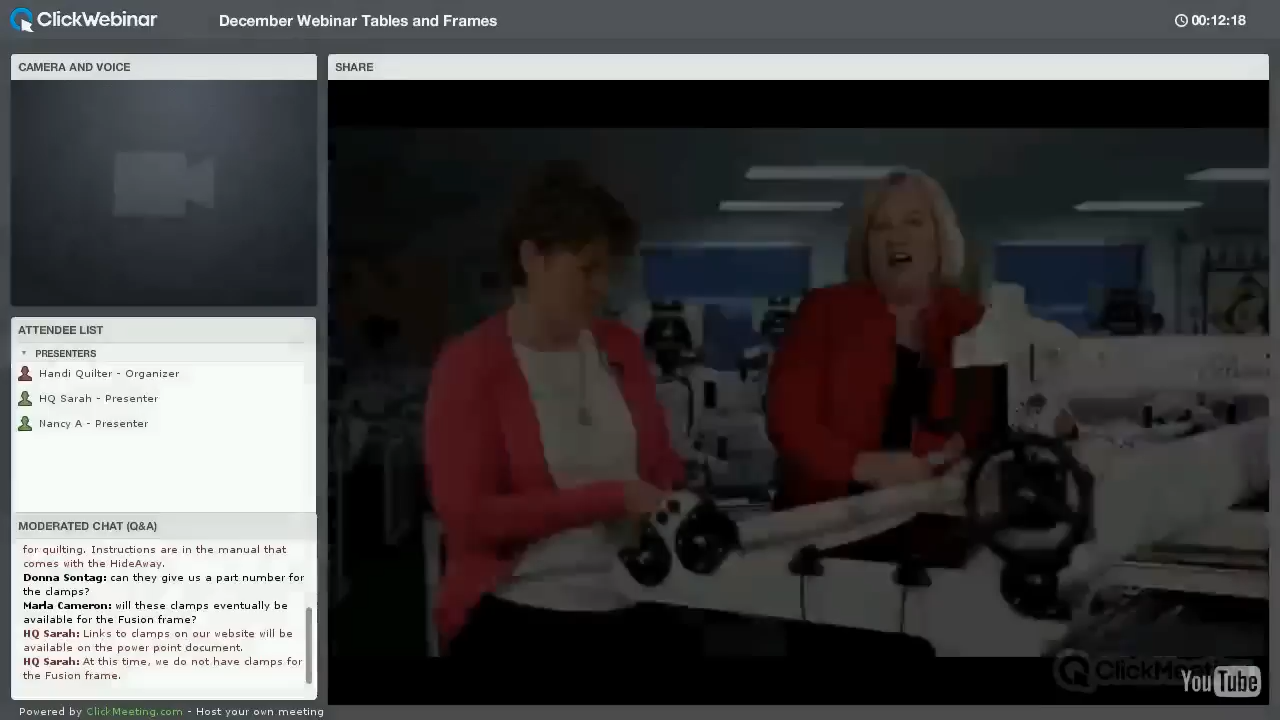 ClickWebinar
December Webinar Tables and Frames
00:12:18
CAMERA AND VOICE
SHARE
ATTENDEE LIST
PRESENTERS
Handi Quilter - Organizer
HQ Sarah - Presenter
Nancy A - Presenter
MODERATED CHAT (Q&A)
for quilting. Instructions are in the manual that
comes with the HideAway.
Donna Sontag: can they give us a part number for
the clamps?
Marla Cameron: will these clamps eventually be
available for the Fusion frame?
HQ Sarah: Links to clamps on our website will be
available on the power point document.
HQ Sarah: At this time, we do not have clamps for
the Fusion frame.
ClickMeeting
YouTube
Powered by ClickMeeting.com - Host your own meeting